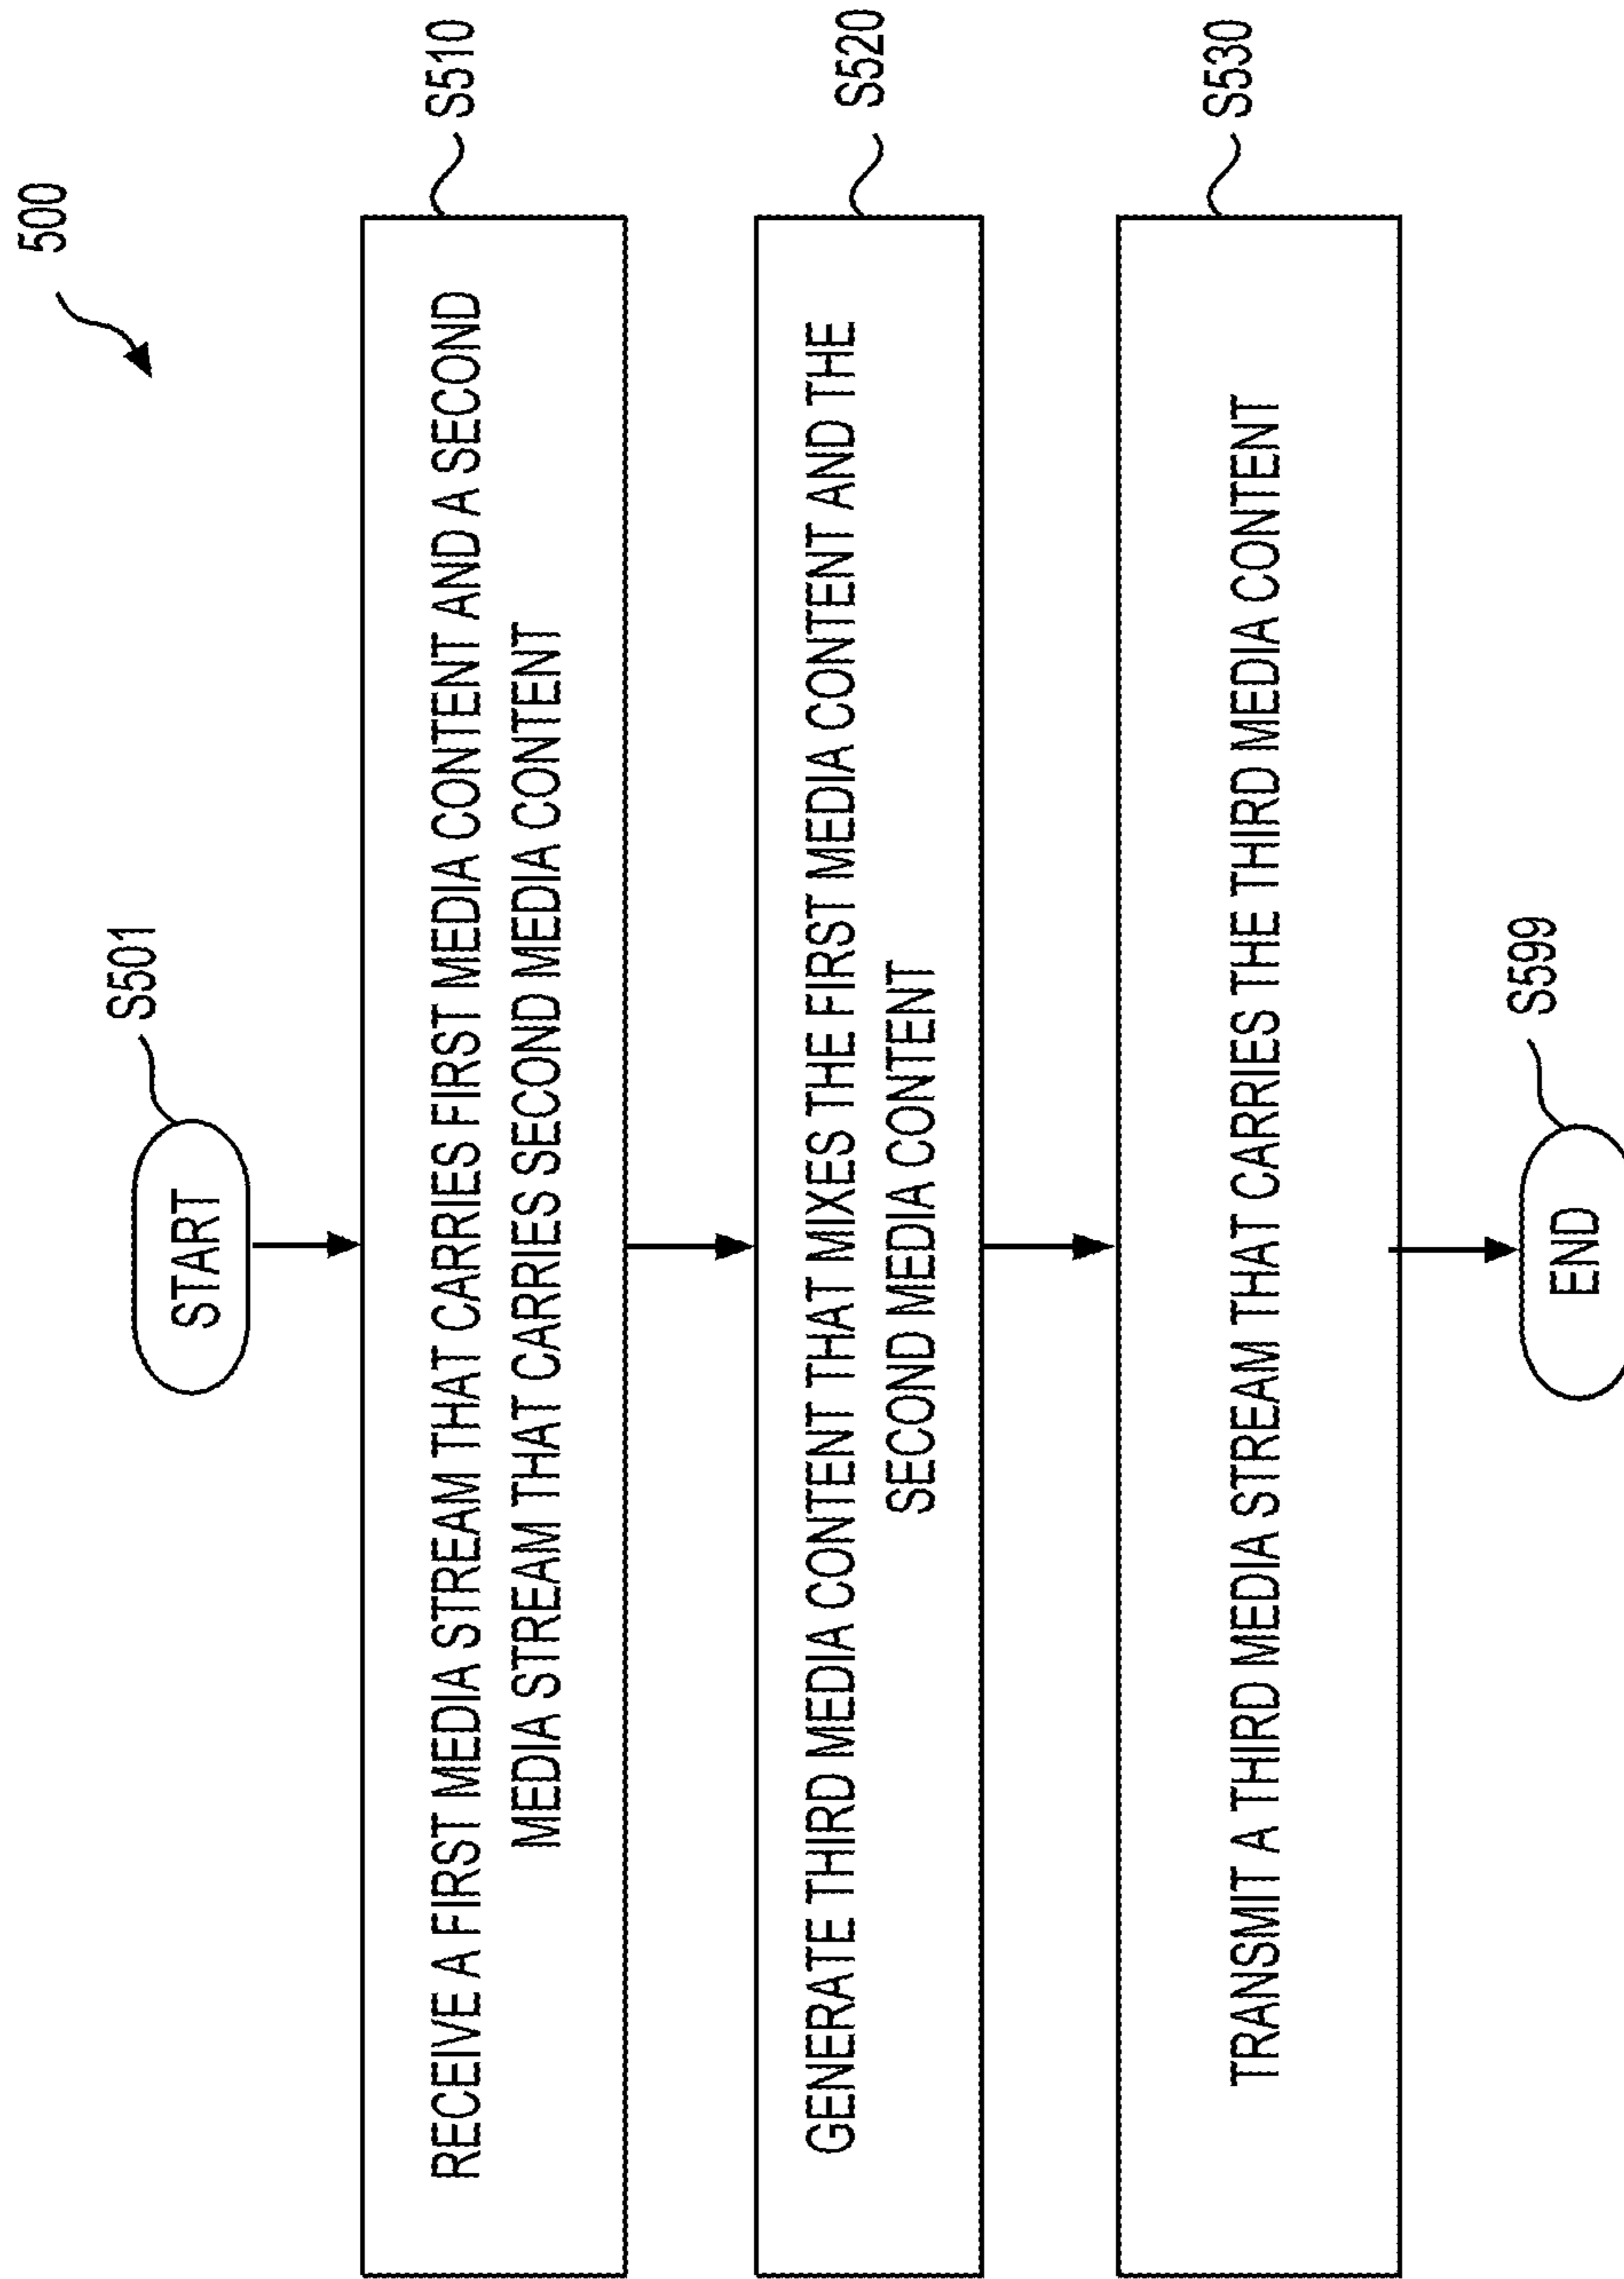 500
S501
START
S510
RECEIVE A FIRST MEDIA STREAM THAT CARRIES FIRST MEDIA CONTENT AND A SECOND
MEDIA STREAM THAT CARRIES SECOND MEDIA CONTENT
S520
GENERATE THIRD MEDIA CONTENT THAT MIXES THE FIRST MEDIA CONTENT AND THE
SECOND MEDIA CONTENT
S530
TRANSMIT A THIRD MEDIA STREAM THAT CARRIES THE THIRD MEDIA CONTENT
S599
END